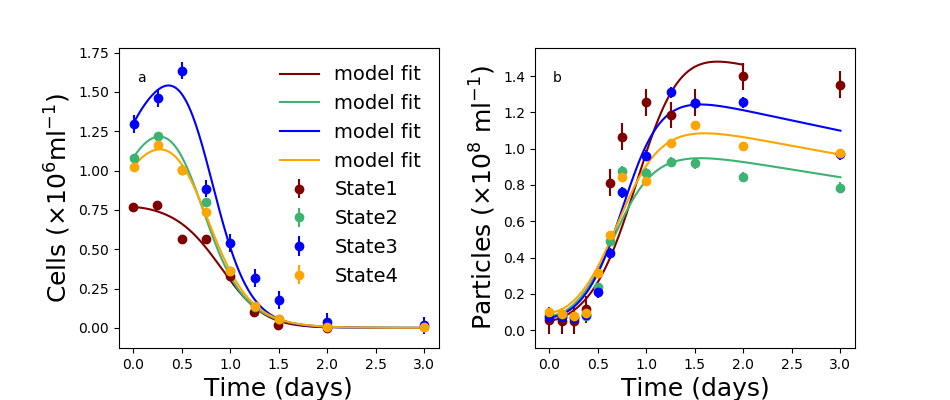 1.75
1.50
1.25
1.00
0.75
0.50
0.25
0.00
Cells (×10⁶ml⁻¹)
a
model fit
model fit
model fit
model fit
State1
State2
State3
State4
0.0 0.5 1.0 1.5 2.0 2.5 3.0
Time (days)
1.4
1.2
1.0
0.8
0.6
0.4
0.2
0.0
Particles (×10⁸ ml⁻¹)
b
0.0 0.5 1.0 1.5 2.0 2.5 3.0
Time (days)